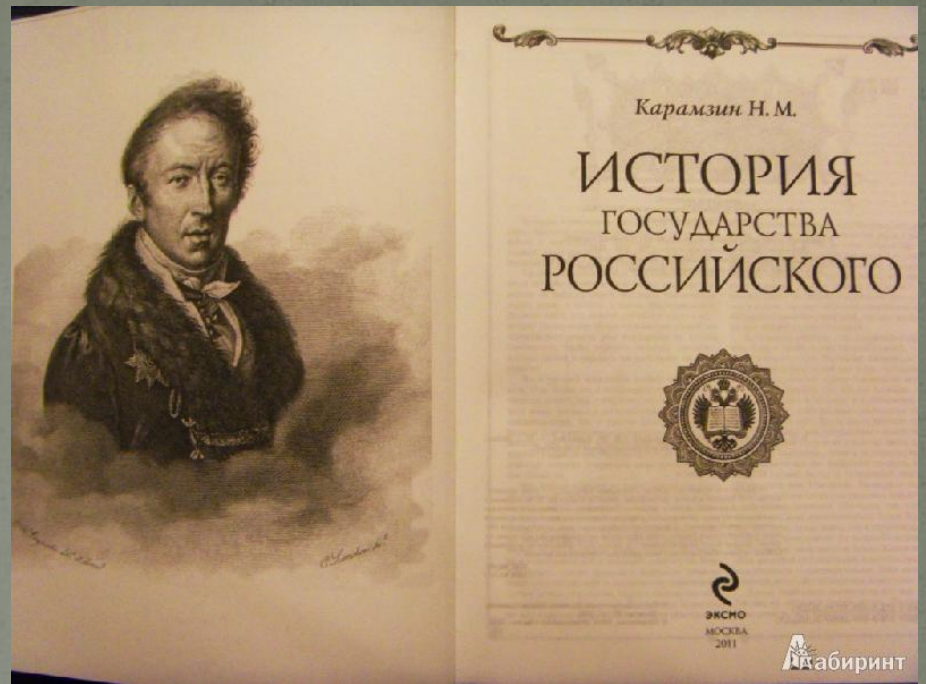 Карамзин Н. М.
ИСТОРИЯ
ГОСУДАРСТВА
РОССИЙСКОГО
ЭКСМО
МОСКВА
2011
Лабиринт